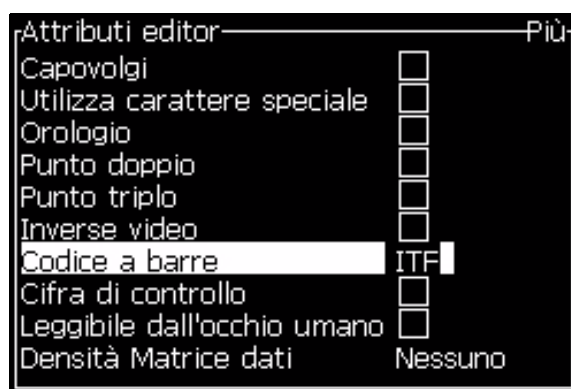 Attributi editor Più
Capovolgi
Utilizza carattere speciale
Orologio
Punto doppio
Punto triplo
Inverse video
Codice a barre ITF
Cifra di controllo
Leggibile dall'occhio umano
Densità Matrice dati Nessuno